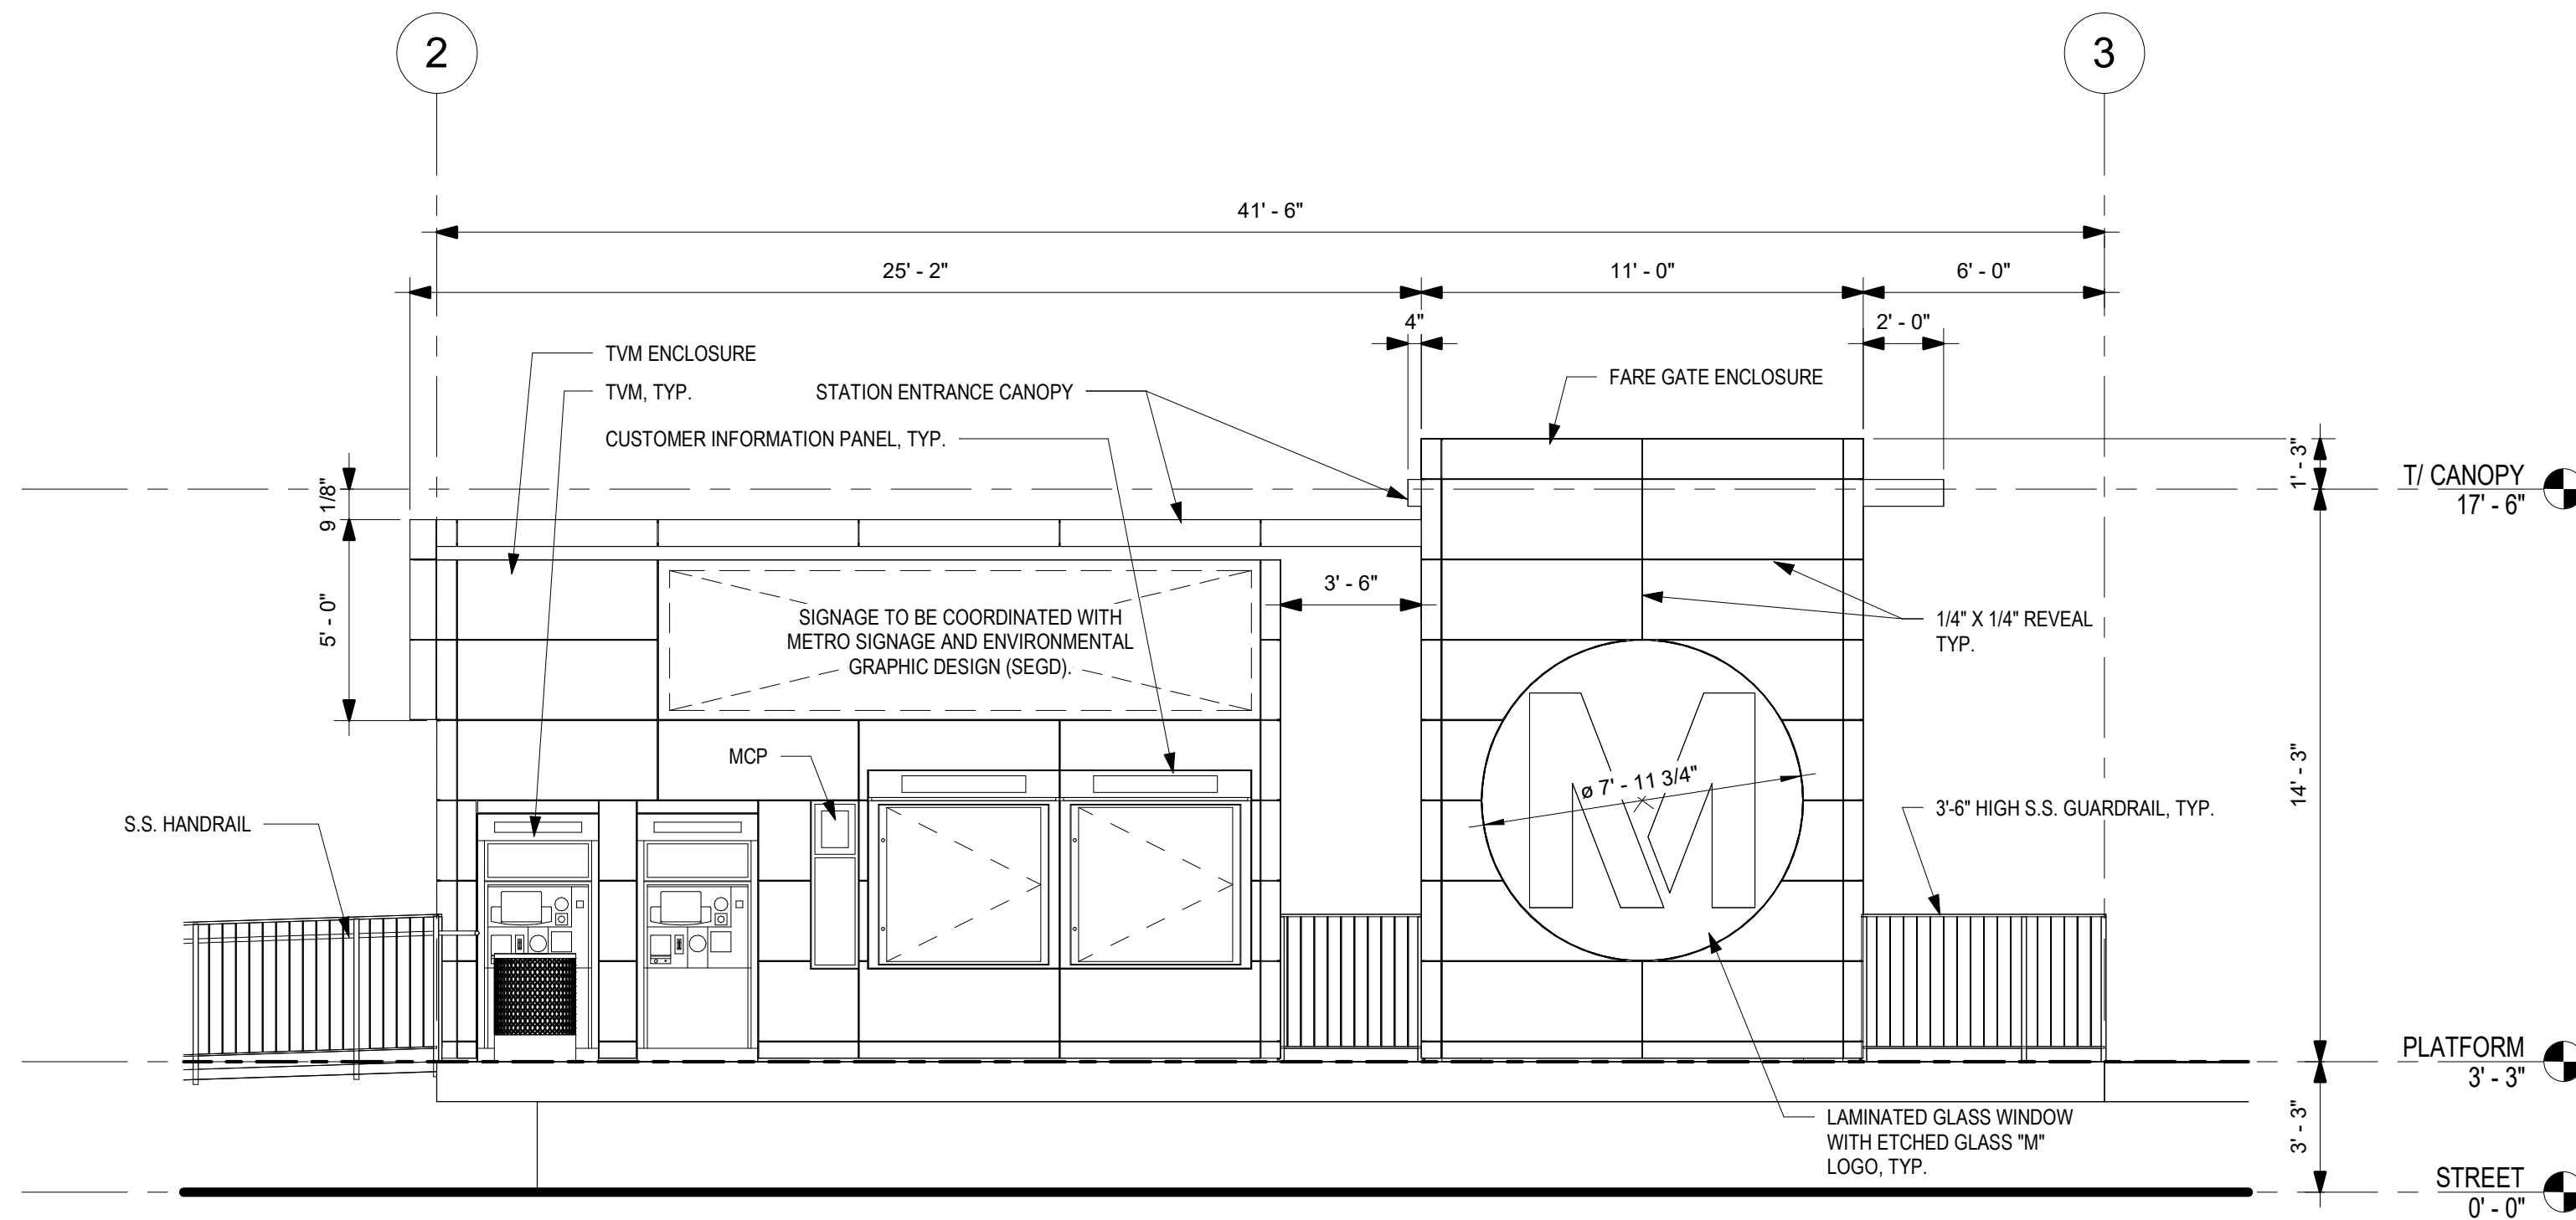 2
3
41' - 6"
25' - 2"
11' - 0"
6' - 0"
4"
2' - 0"
TVM ENCLOSURE
TVM, TYP.
STATION ENTRANCE CANOPY
CUSTOMER INFORMATION PANEL, TYP.
FARE GATE ENCLOSURE
1' - 3"
T/ CANOPY
17' - 6"
9 1/8"
5' - 0"
3' - 6"
SIGNAGE TO BE COORDINATED WITH
METRO SIGNAGE AND ENVIRONMENTAL
GRAPHIC DESIGN (SEGD).
1/4" X 1/4" REVEAL
TYP.
MCP
M
ø 7' - 11 3/4"
14' - 3"
S.S. HANDRAIL
3'-6" HIGH S.S. GUARDRAIL, TYP.
PLATFORM
3' - 3"
3' - 3"
LAMINATED GLASS WINDOW
WITH ETCHED GLASS "M"
LOGO, TYP.
STREET
0' - 0"